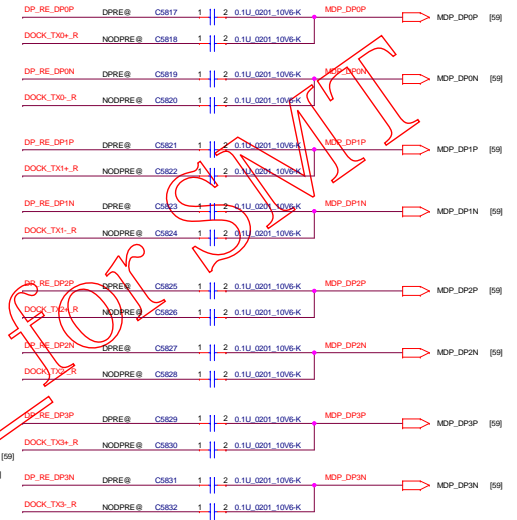 DP_RE_DP0P DPRE@ C5817 1 2 0.1U_0201_10V6-K MDP_DP0P MDP_DP0P [59]
DOCK_TX0+_R NODPRE@ C5818 1 2 0.1U_0201_10V6-K
DP_RE_DP0N DPRE@ C5819 1 2 0.1U_0201_10V6-K MDP_DP0N MDP_DP0N [59]
DOCK_TX0-_R NODPRE@ C5820 1 2 0.1U_0201_10V6-K
DP_RE_DP1P DPRE@ C5821 1 2 0.1U_0201_10V6-K MDP_DP1P MDP_DP1P [59]
DOCK_TX1+_R NODPRE@ C5822 1 2 0.1U_0201_10V6-K
DP_RE_DP1N DPRE@ C5823 1 2 0.1U_0201_10V6-K MDP_DP1N MDP_DP1N [59]
DOCK_TX1-_R NODPRE@ C5824 1 2 0.1U_0201_10V6-K
DP_RE_DP2P DPRE@ C5825 1 2 0.1U_0201_10V6-K MDP_DP2P MDP_DP2P [59]
DOCK_TX2+_R NODPRE@ C5826 1 2 0.1U_0201_10V6-K
DP_RE_DP2N DPRE@ C5827 1 2 0.1U_0201_10V6-K MDP_DP2N MDP_DP2N [59]
DOCK_TX2-_R NODPRE@ C5828 1 2 0.1U_0201_10V6-K
DP_RE_DP3P DPRE@ C5829 1 2 0.1U_0201_10V6-K MDP_DP3P MDP_DP3P [59]
DOCK_TX3+_R NODPRE@ C5830 1 2 0.1U_0201_10V6-K
[59]
DP_RE_DP3N DPRE@ C5831 1 2 0.1U_0201_10V6-K MDP_DP3N MDP_DP3N [59]
DOCK_TX3-_R NODPRE@ C5832 1 2 0.1U_0201_10V6-K
for SMT